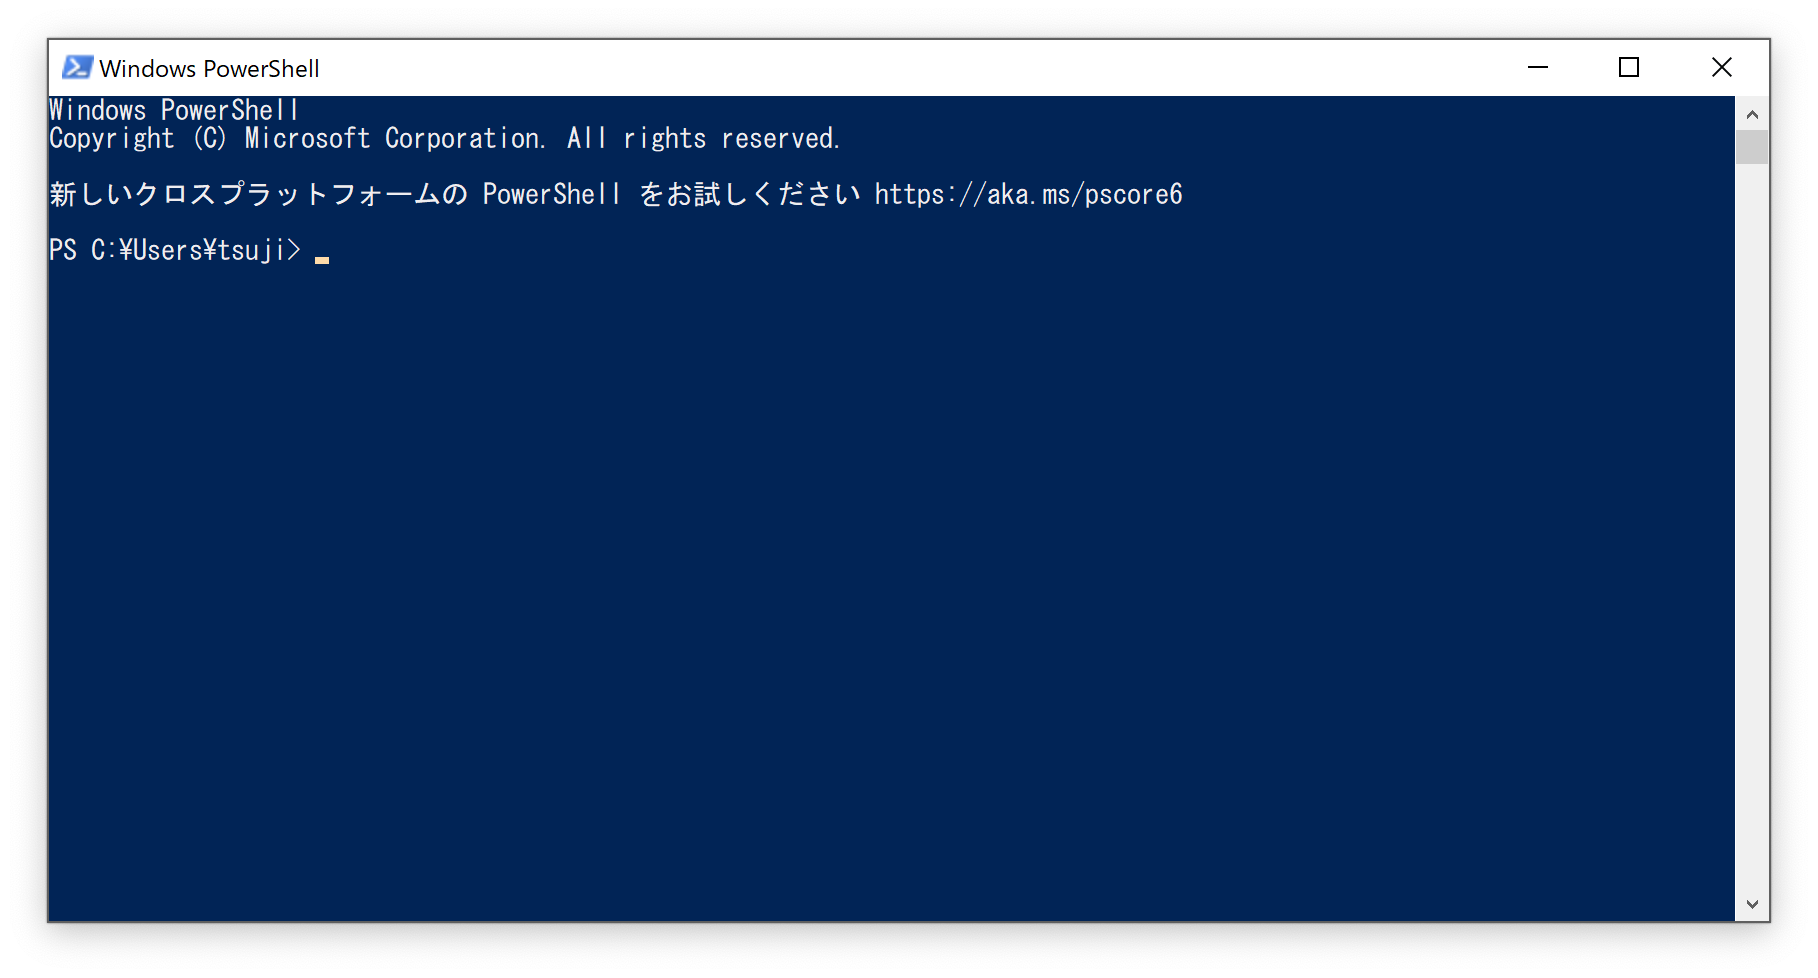 Windows PowerShell
Windows PowerShell
Copyright (C) Microsoft Corporation. All rights reserved.
新しいクロスプラットフォームの PowerShell をお試しください https://aka.ms/pscore6
PS C:¥Users¥tsuji>